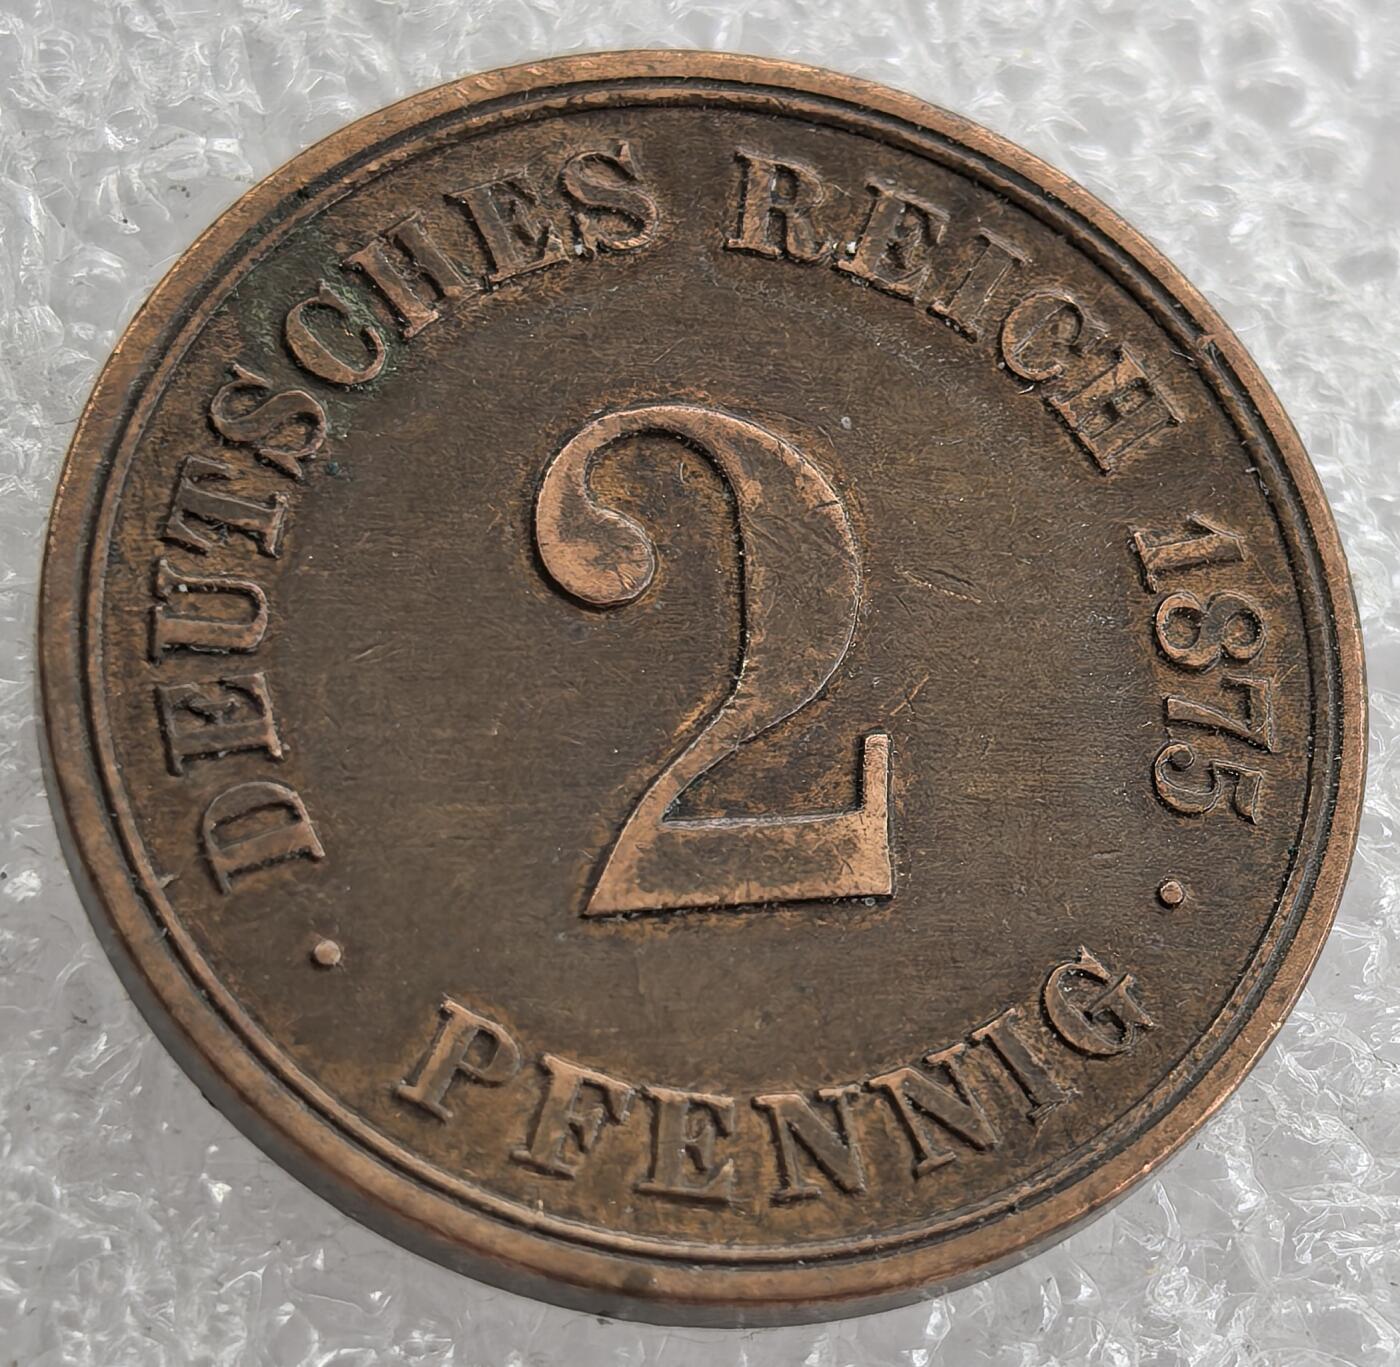 DEUTSCHES REICH 1875
2
PFENNIG